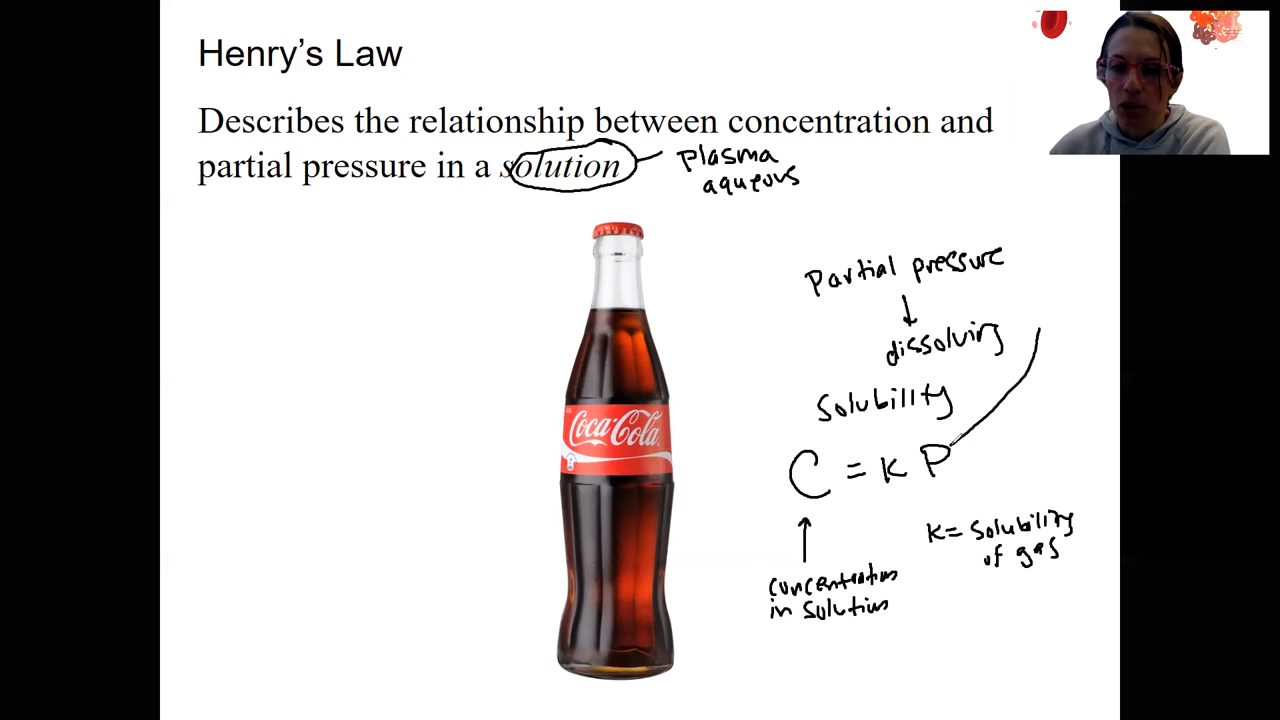 Henry's Law
Describes the relationship between concentration and
partial pressure in a solution
plasma
aqueous
Partial pressure
dissolving
Solubility
C = K P
K= Solubility
of gas
concentration
in solution
Coca-Cola